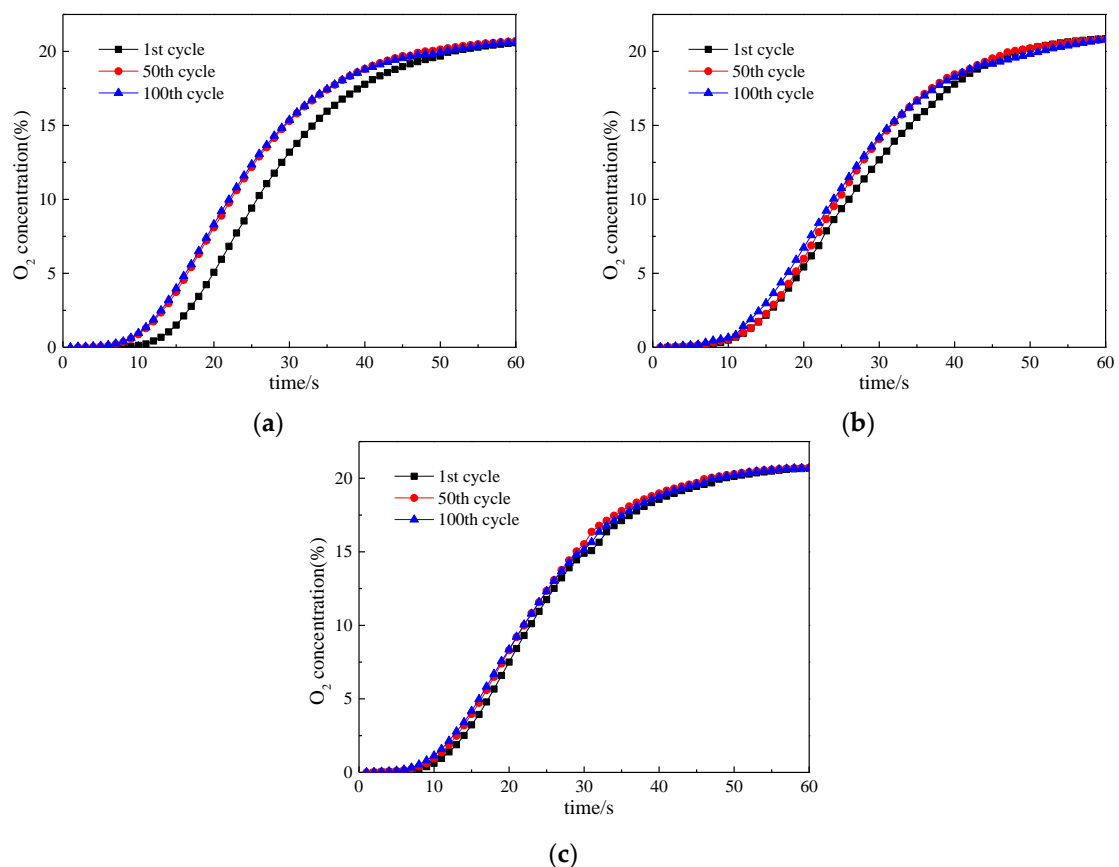 1st cycle
50th cycle
100th cycle
O₂ concentration(%)
0
5
10
15
20
0 10 20 30 40 50 60
time/s
(a)
1st cycle
50th cycle
100th cycle
O₂ concentration(%)
0
5
10
15
20
0 10 20 30 40 50 60
time/s
(b)
1st cycle
50th cycle
100th cycle
O₂ concentration(%)
0
5
10
15
20
0 10 20 30 40 50 60
time/s
(c)